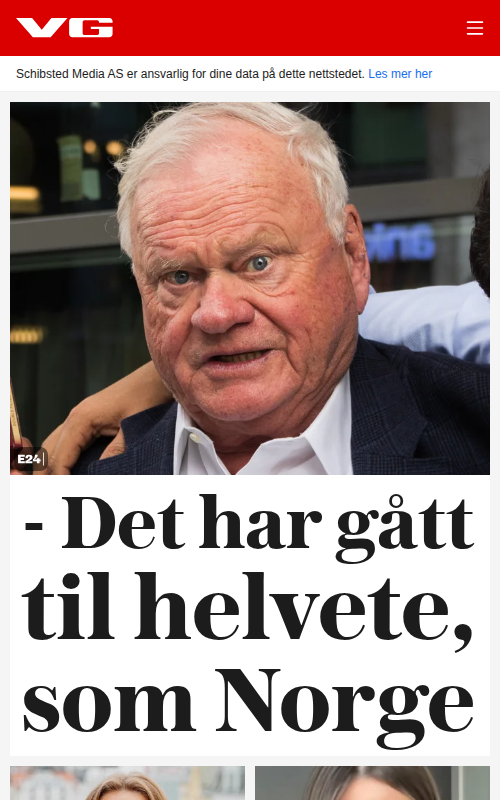 VG
Schibsted Media AS er ansvarlig for dine data på dette nettstedet. Les mer her
E24
- Det har gått
til helvete,
som Norge